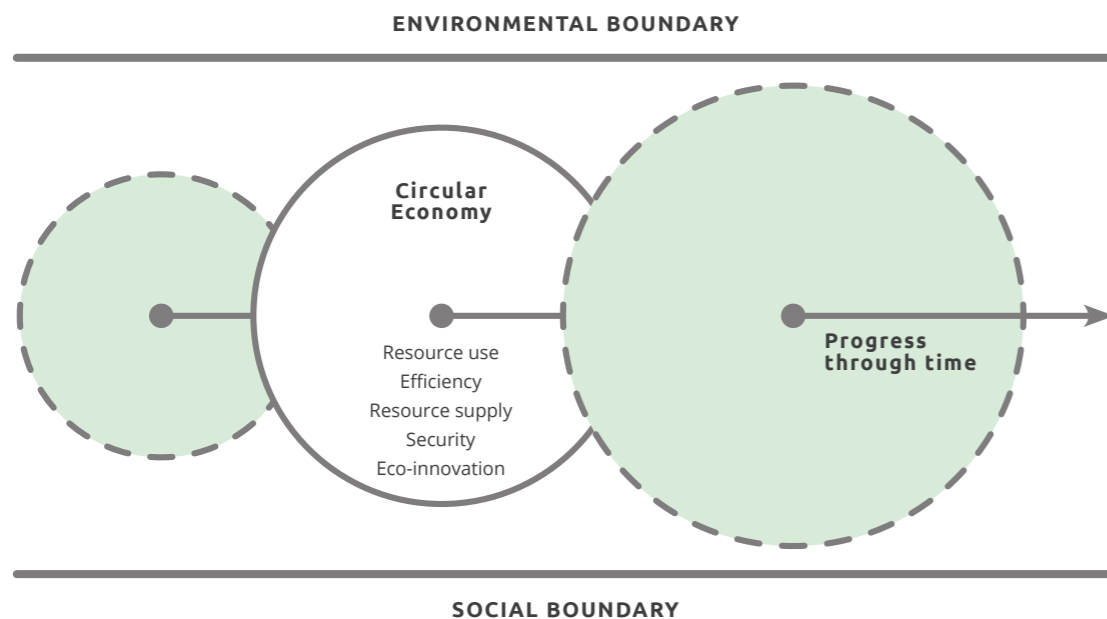 ENVIRONMENTAL BOUNDARY
Circular
Economy
Resource use
Efficiency
Resource supply
Security
Eco-innovation
Progress
through time
SOCIAL BOUNDARY